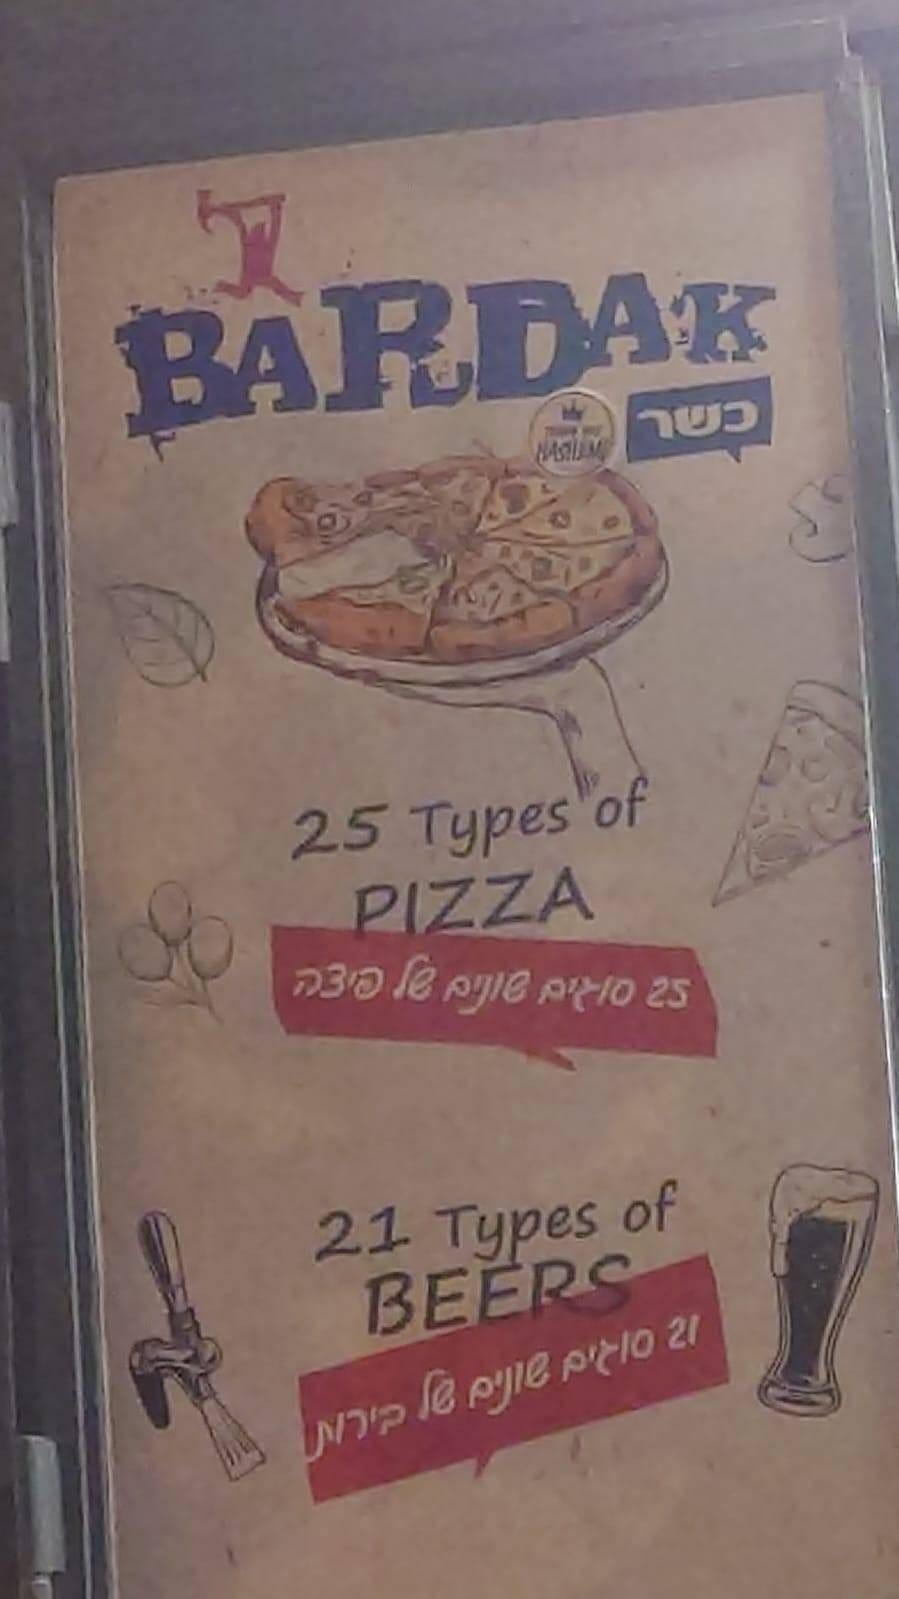 BARDAK
כשר
25 Types of
PIZZA
25 סוגים שונים של פיצה
21 Types of
BEERS
21 סוגים שונים של בירות